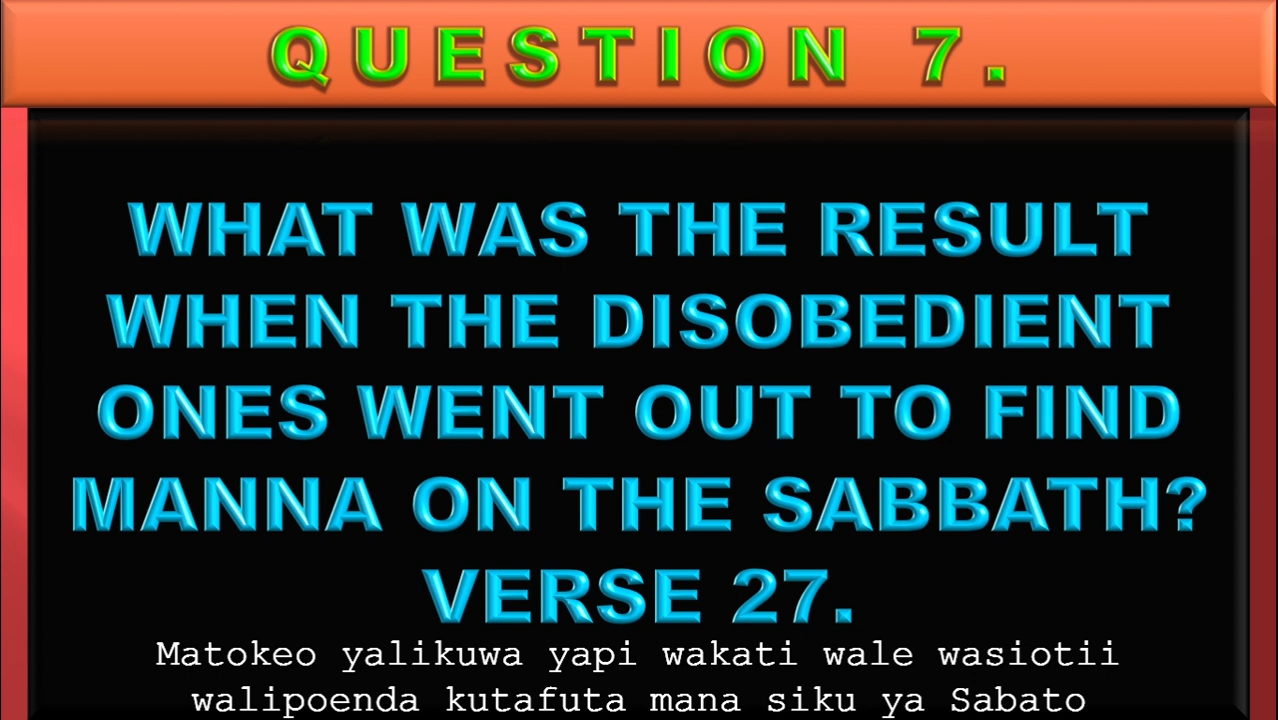 QUESTION 7.
WHAT WAS THE RESULT
WHEN THE DISOBEDIENT
ONES WENT OUT TO FIND
MANNA ON THE SABBATH?
VERSE 27.
Matokeo yalikuwa yapi wakati wale wasiotii
walipoenda kutafuta mana siku ya Sabato